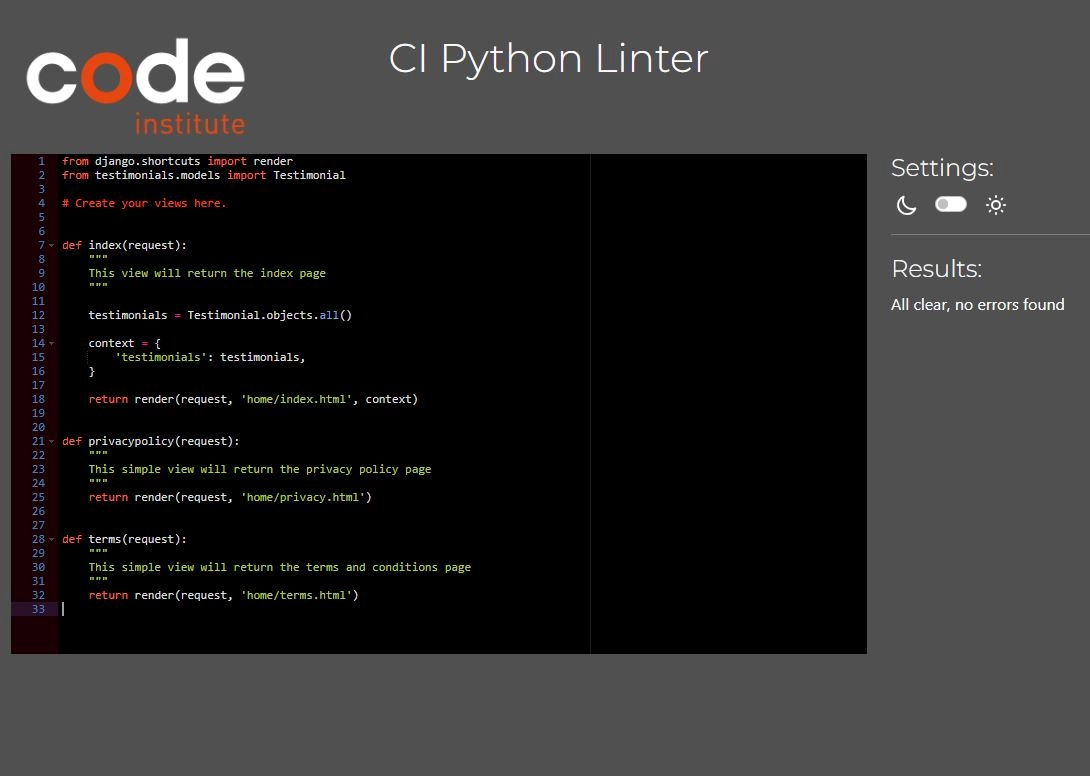 code
institute
CI Python Linter
1 from django.shortcuts import render
2 from testimonials.models import Testimonial
3
4 # Create your views here.
5
6
7 def index(request):
8     """
9     This view will return the index page
10     """
11
12     testimonials = Testimonial.objects.all()
13
14     context = {
15         'testimonials': testimonials,
16     }
17
18     return render(request, 'home/index.html', context)
19
20
21 def privacypolicy(request):
22     """
23     This simple view will return the privacy policy page
24     """
25     return render(request, 'home/privacy.html')
26
27
28 def terms(request):
29     """
30     This simple view will return the terms and conditions page
31     """
32     return render(request, 'home/terms.html')
33
Settings:
Results:
All clear, no errors found